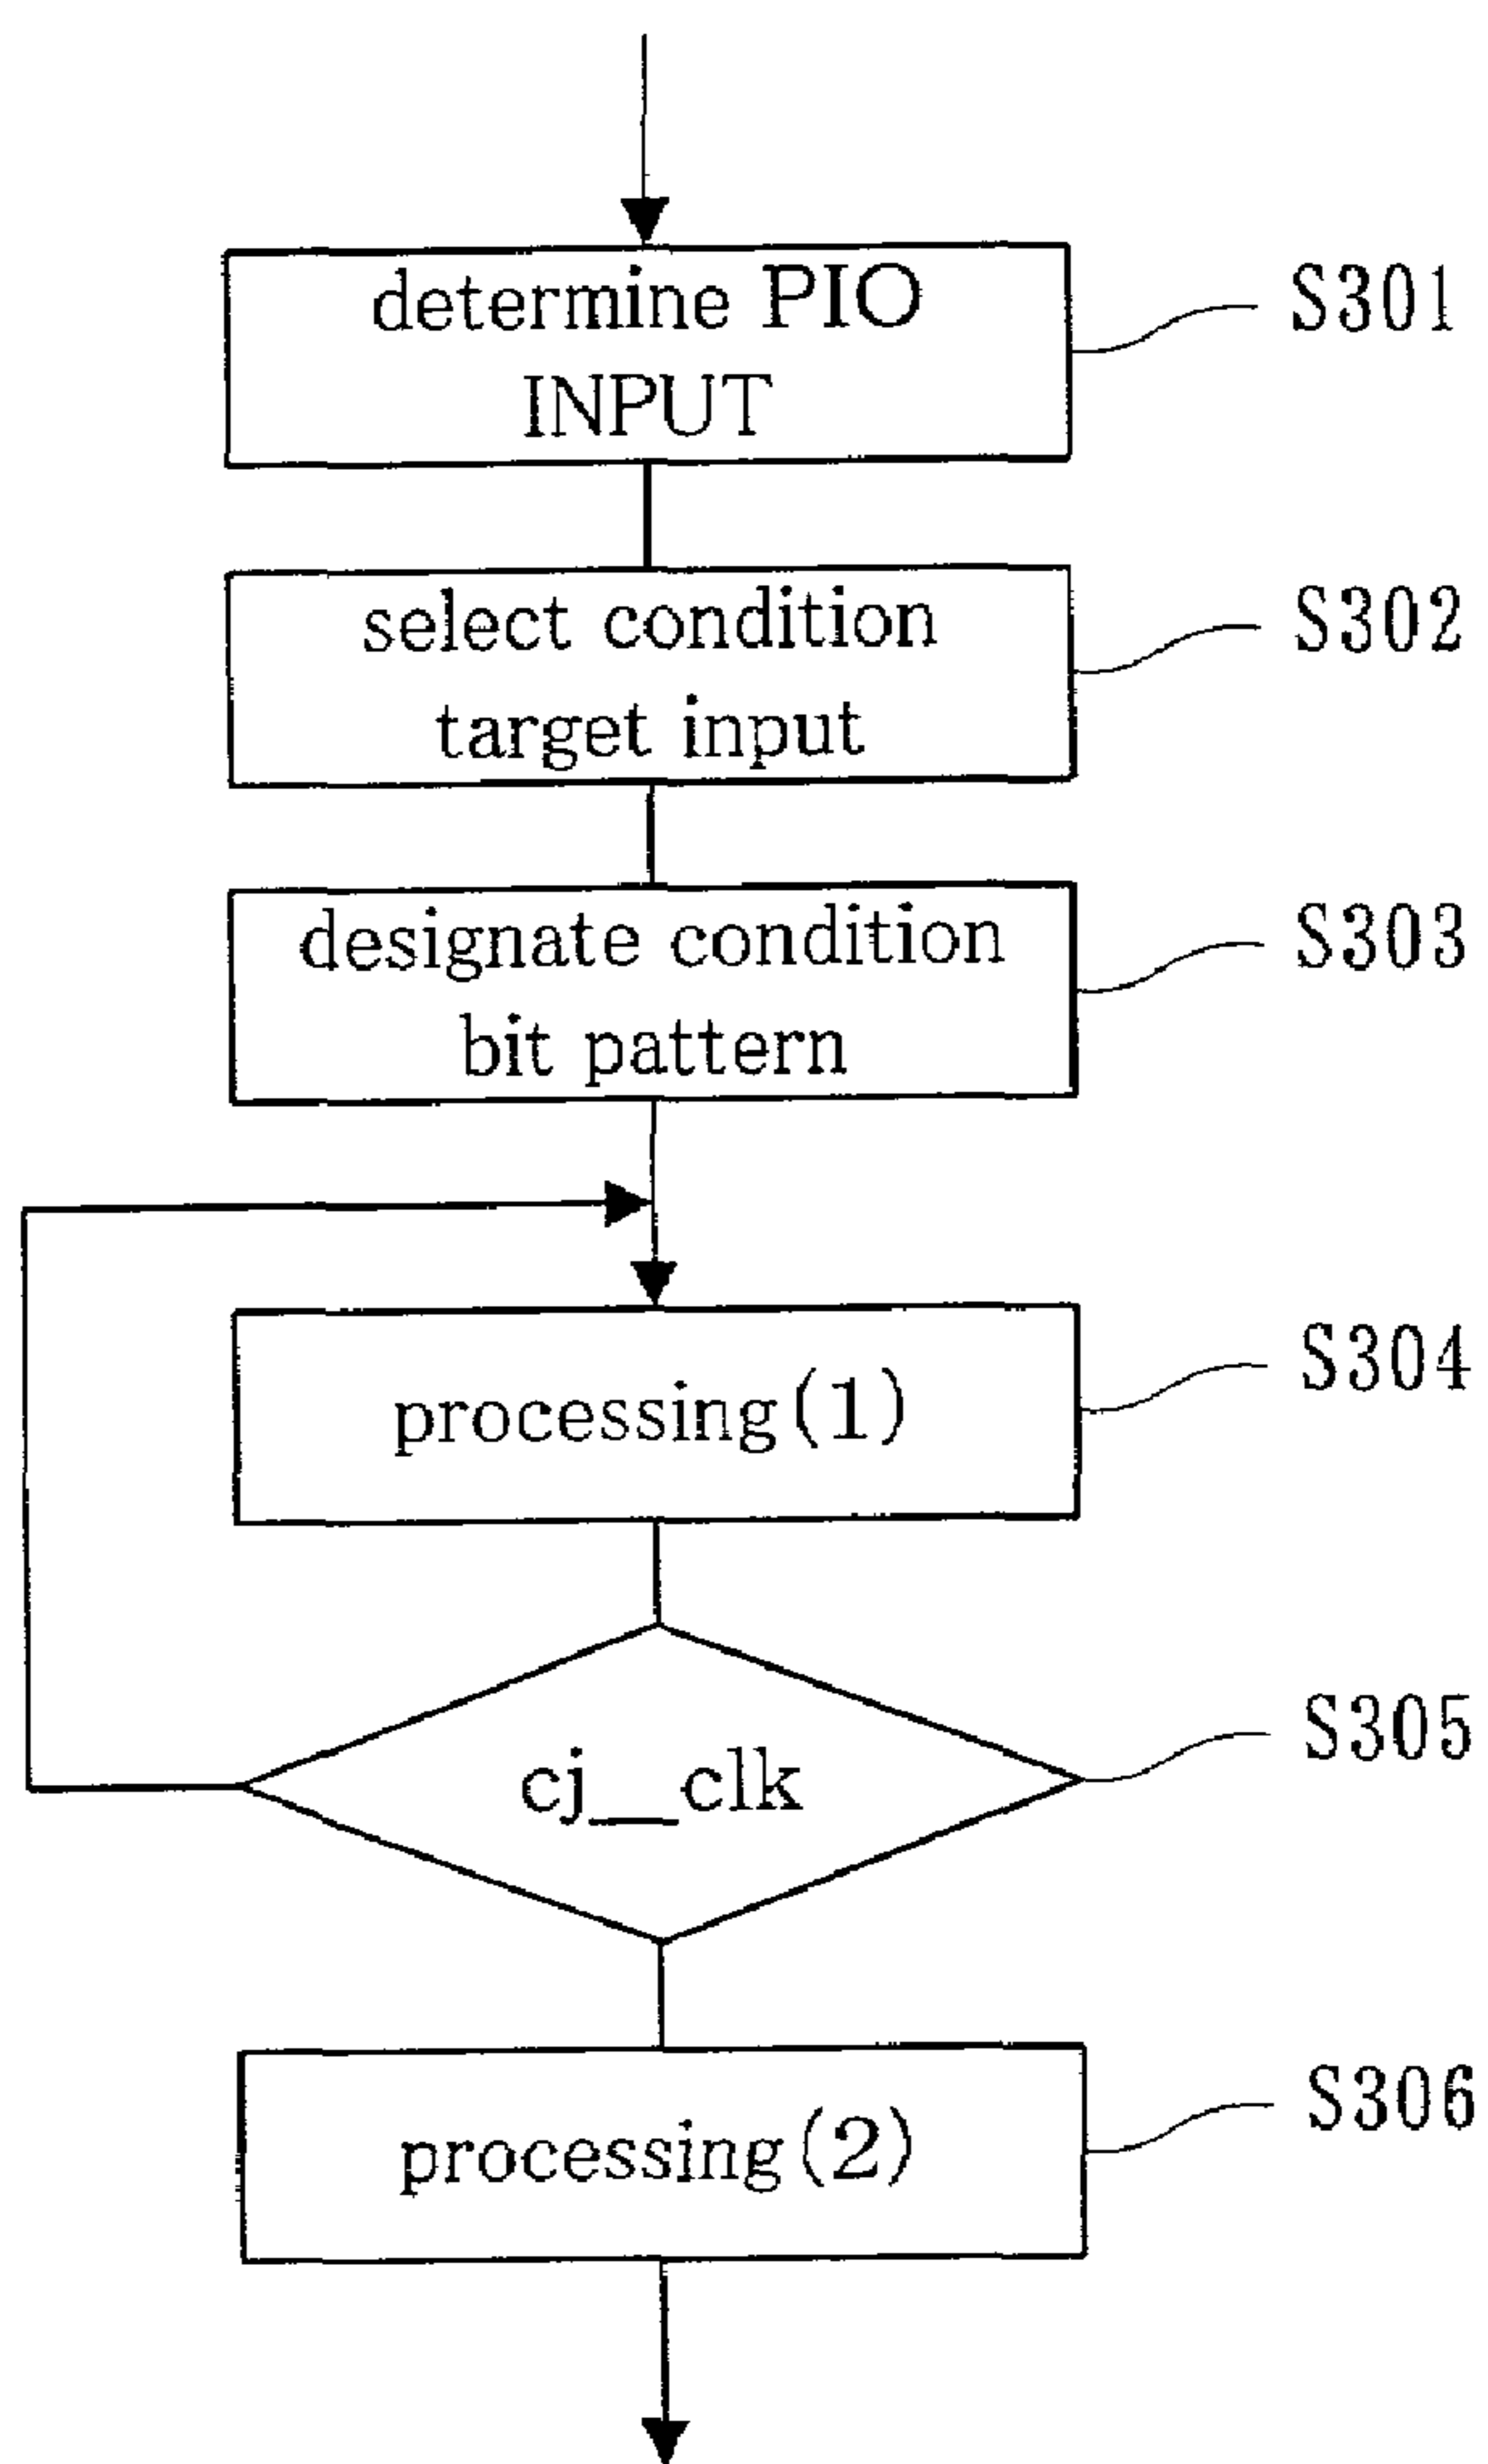 determine PIO
INPUT
S301
select condition
target input
S302
designate condition
bit pattern
S303
processing(1)
S304
cj__clk
S305
processing(2)
S306